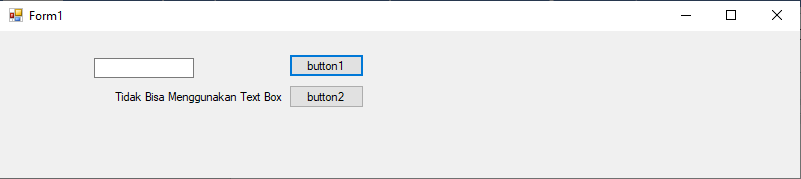 Form1
button1
Tidak Bisa Menggunakan Text Box button2